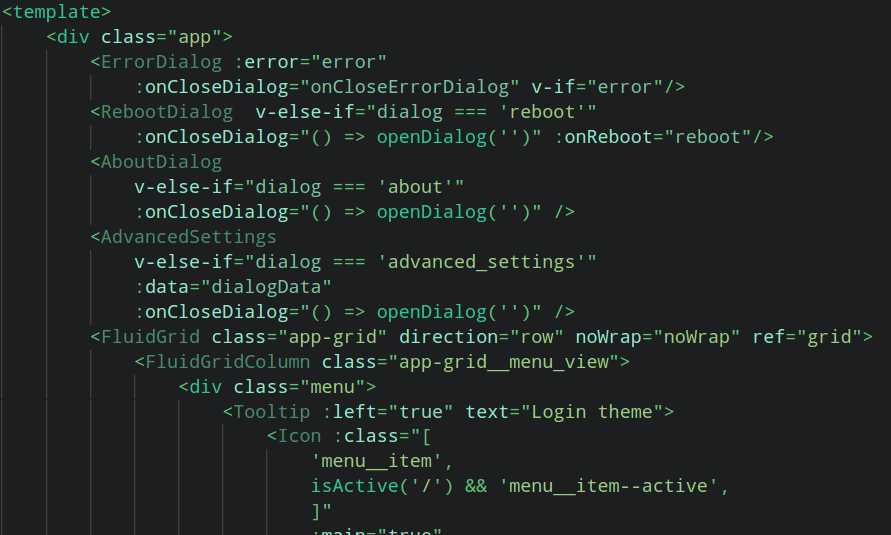 <template>
<div class="app">
<ErrorDialog :error="error"
:onCloseDialog="onCloseErrorDialog" v-if="error"/>
<RebootDialog  v-else-if="dialog === 'reboot'"
:onCloseDialog="() => openDialog('')" :onReboot="reboot"/>
<AboutDialog
v-else-if="dialog === 'about'"
:onCloseDialog="() => openDialog('')" />
<AdvancedSettings
v-else-if="dialog === 'advanced_settings'"
:data="dialogData"
:onCloseDialog="() => openDialog('')" />
<FluidGrid class="app-grid" direction="row" noWrap="noWrap" ref="grid">
<FluidGridColumn class="app-grid__menu_view">
<div class="menu">
<Tooltip :left="true" text="Login theme">
<Icon :class="[
'menu__item',
isActive('/') && 'menu__item--active',
]"
:main="true"